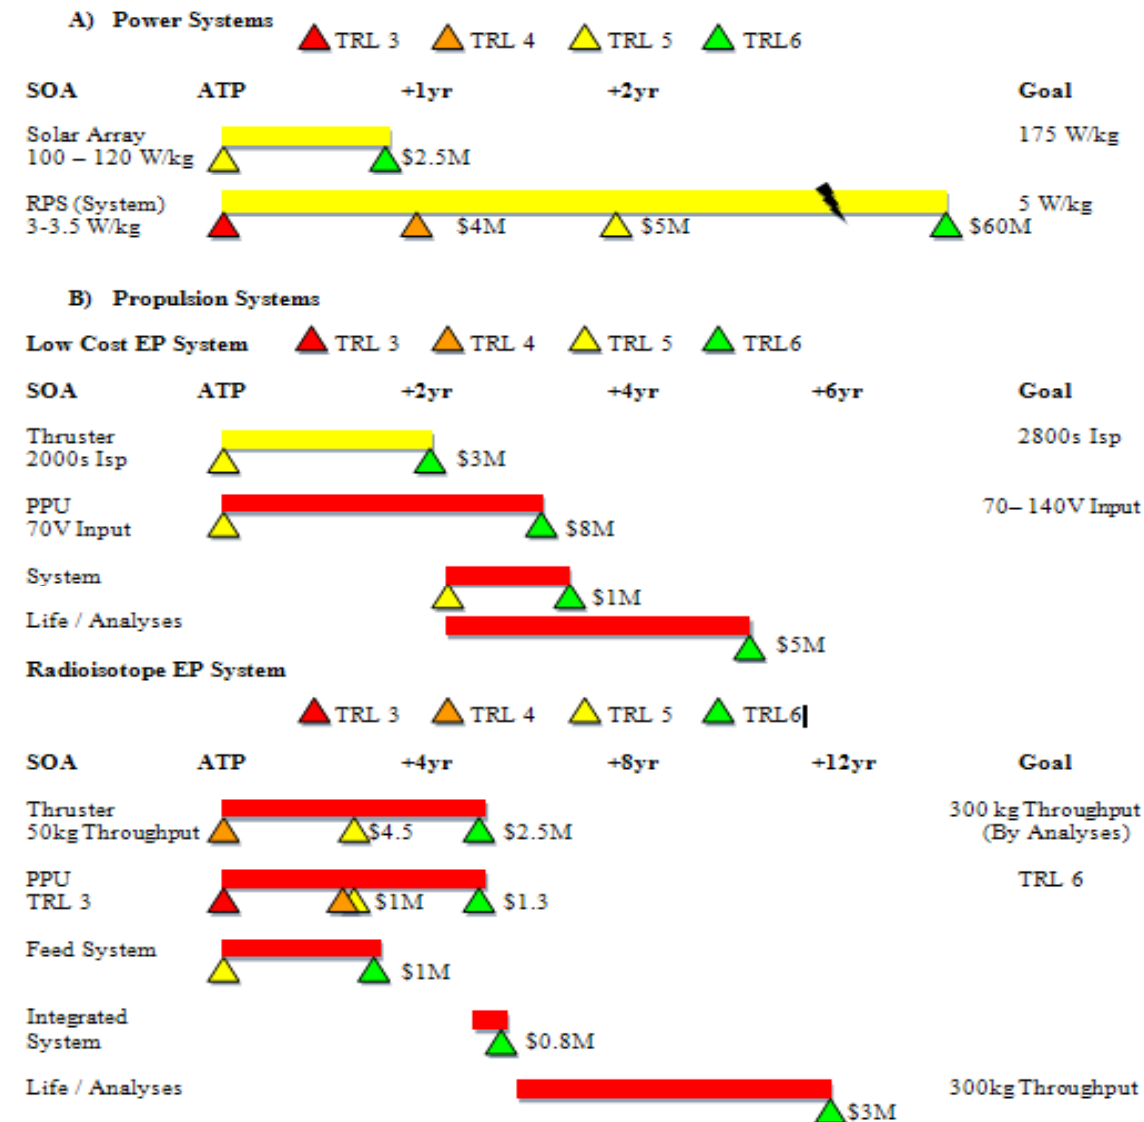 A) Power Systems
TRL 3 TRL 4 TRL 5 TRL6
SOA ATP +1yr +2yr Goal
Solar Array 175 W/kg
100 – 120 W/kg $2.5M
RPS (System) 5 W/kg
3-3.5 W/kg $4M $5M $60M
B) Propulsion Systems
Low Cost EP System TRL 3 TRL 4 TRL 5 TRL6
SOA ATP +2yr +4yr +6yr Goal
Thruster 2800s Isp
2000s Isp $3M
PPU 70– 140V Input
70V Input $8M
System
$1M
Life / Analyses
$5M
Radioisotope EP System
TRL 3 TRL 4 TRL 5 TRL6
SOA ATP +4yr +8yr +12yr Goal
Thruster 300 kg Throughput
50kg Throughput $4.5 $2.5M (By Analyses)
PPU TRL 6
TRL 3 $1M $1.3
Feed System
$1M
Integrated
System $0.8M
Life / Analyses 300kg Throughput
$3M